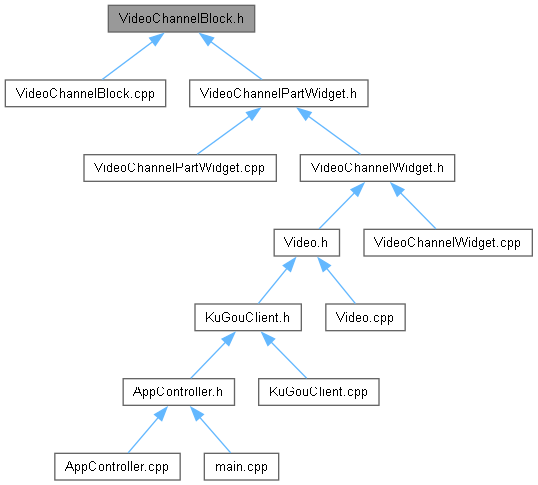 VideoChannelBlock.h
VideoChannelBlock.cpp
VideoChannelPartWidget.h
VideoChannelPartWidget.cpp
VideoChannelWidget.h
Video.h
VideoChannelWidget.cpp
KuGouClient.h
Video.cpp
AppController.h
KuGouClient.cpp
AppController.cpp
main.cpp